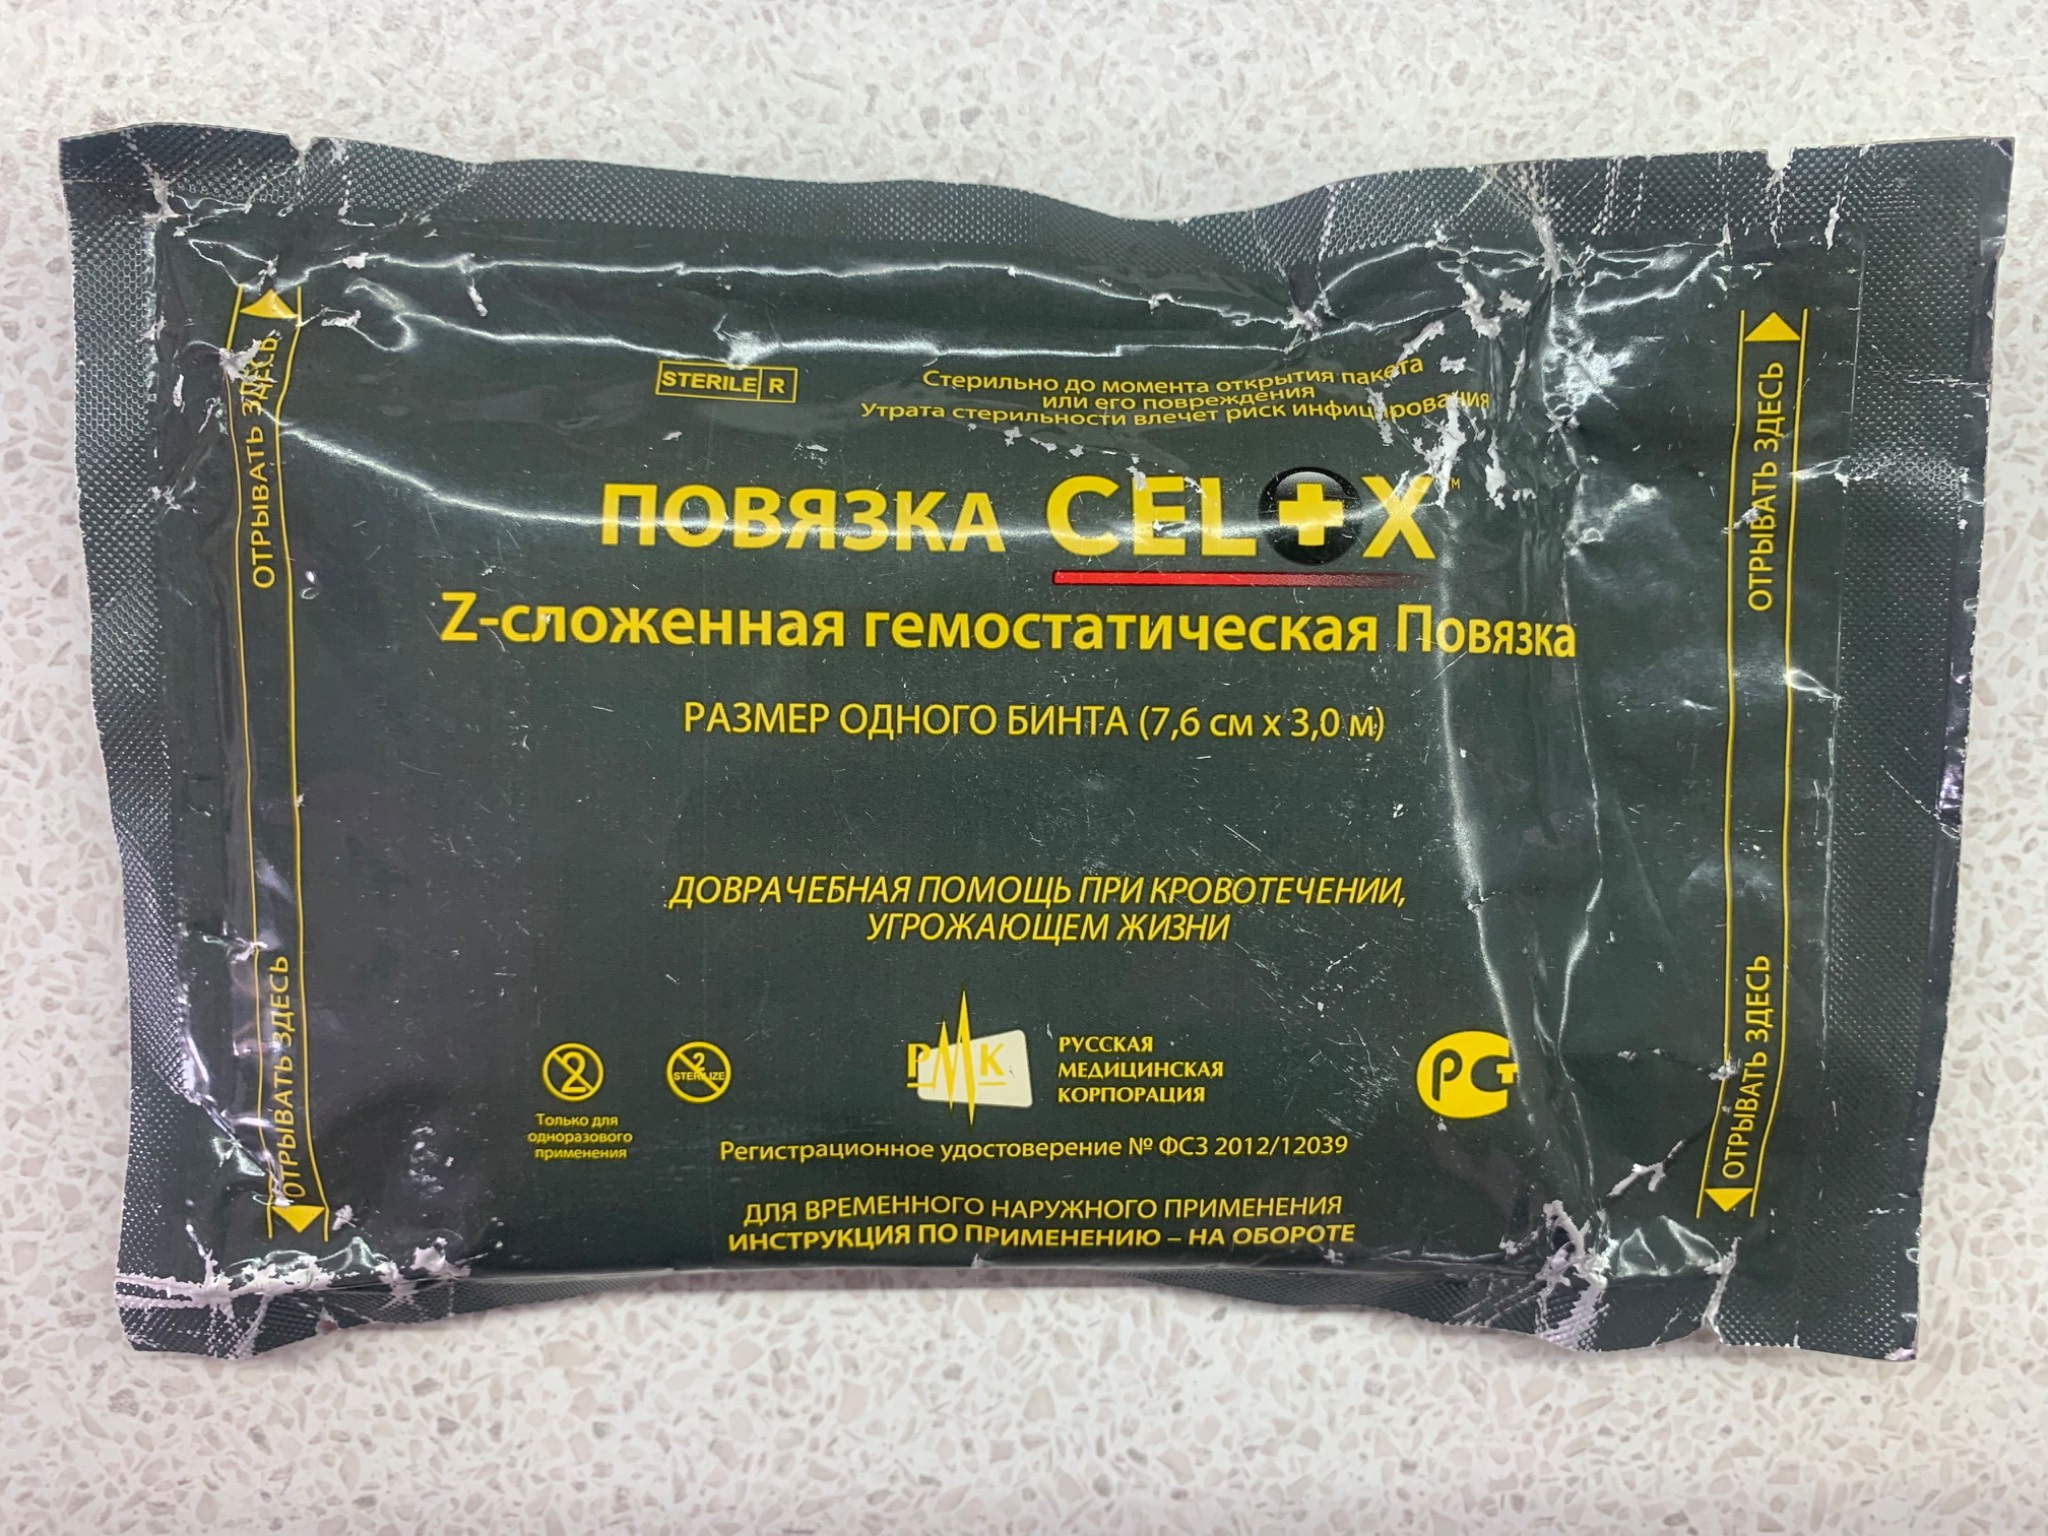 STERILE R
Стерильно до момента открытия пакета
или его повреждения
Утрата стерильности влечет риск инфицирования
ПОВЯЗКА CELOX™
Z-сложенная гемостатическая Повязка
РАЗМЕР ОДНОГО БИНТА (7,6 см x 3,0 м)
ДОВРАЧЕБНАЯ ПОМОЩЬ ПРИ КРОВОТЕЧЕНИИ,
УГРОЖАЮЩЕМ ЖИЗНИ
2
Только для
одноразового
применения
2
STERILIZE
РМК
РУССКАЯ
МЕДИЦИНСКАЯ
КОРПОРАЦИЯ
РСТ
Регистрационное удостоверение № ФСЗ 2012/12039
ДЛЯ ВРЕМЕННОГО НАРУЖНОГО ПРИМЕНЕНИЯ
ИНСТРУКЦИЯ ПО ПРИМЕНЕНИЮ – НА ОБОРОТЕ
ОТРЫВАТЬ ЗДЕСЬ
ОТРЫВАТЬ ЗДЕСЬ
ОТРЫВАТЬ ЗДЕСЬ
ОТРЫВАТЬ ЗДЕСЬ